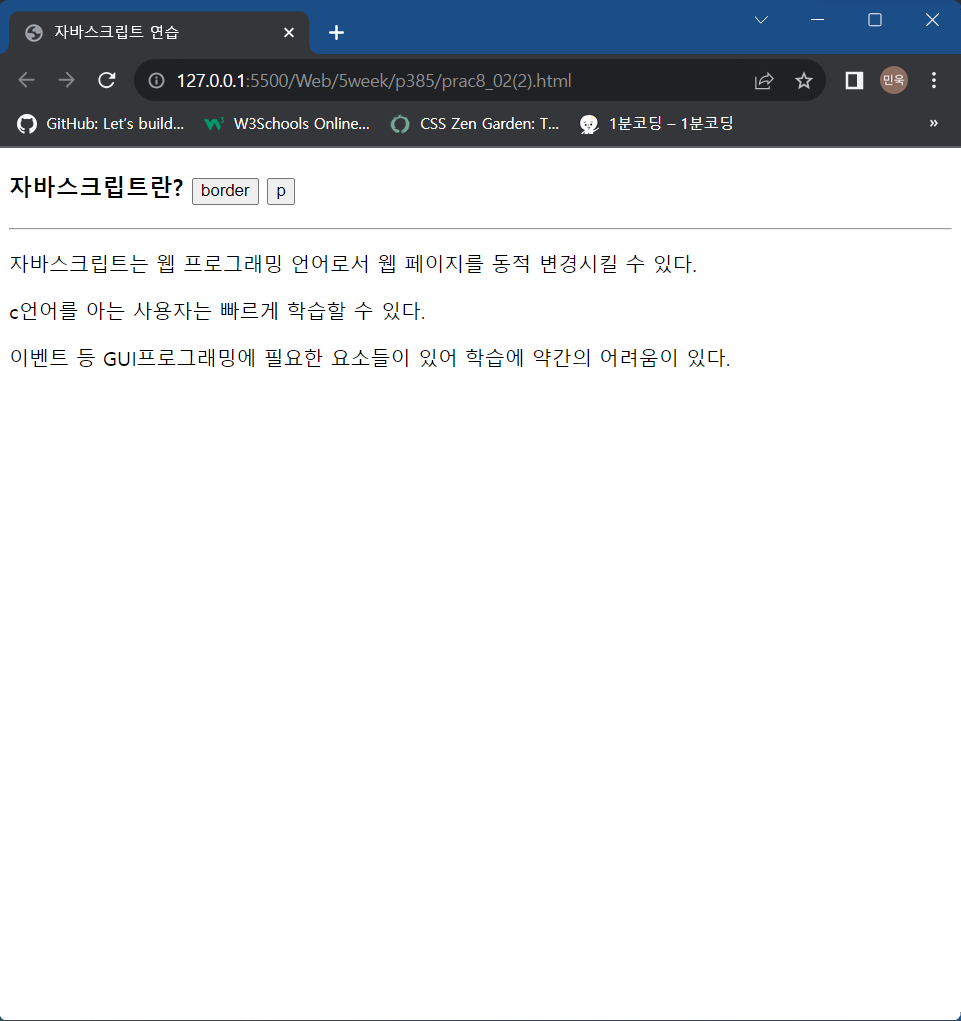 자바스크립트 연습
127.0.0.1:5500/Web/5week/p385/prac8_02(2).html
민욱
GitHub: Let's build... W3Schools Online... CSS Zen Garden: T... 1분코딩 – 1분코딩 »
자바스크립트란? border p
자바스크립트는 웹 프로그래밍 언어로서 웹 페이지를 동적 변경시킬 수 있다.
c언어를 아는 사용자는 빠르게 학습할 수 있다.
이벤트 등 GUI프로그래밍에 필요한 요소들이 있어 학습에 약간의 어려움이 있다.